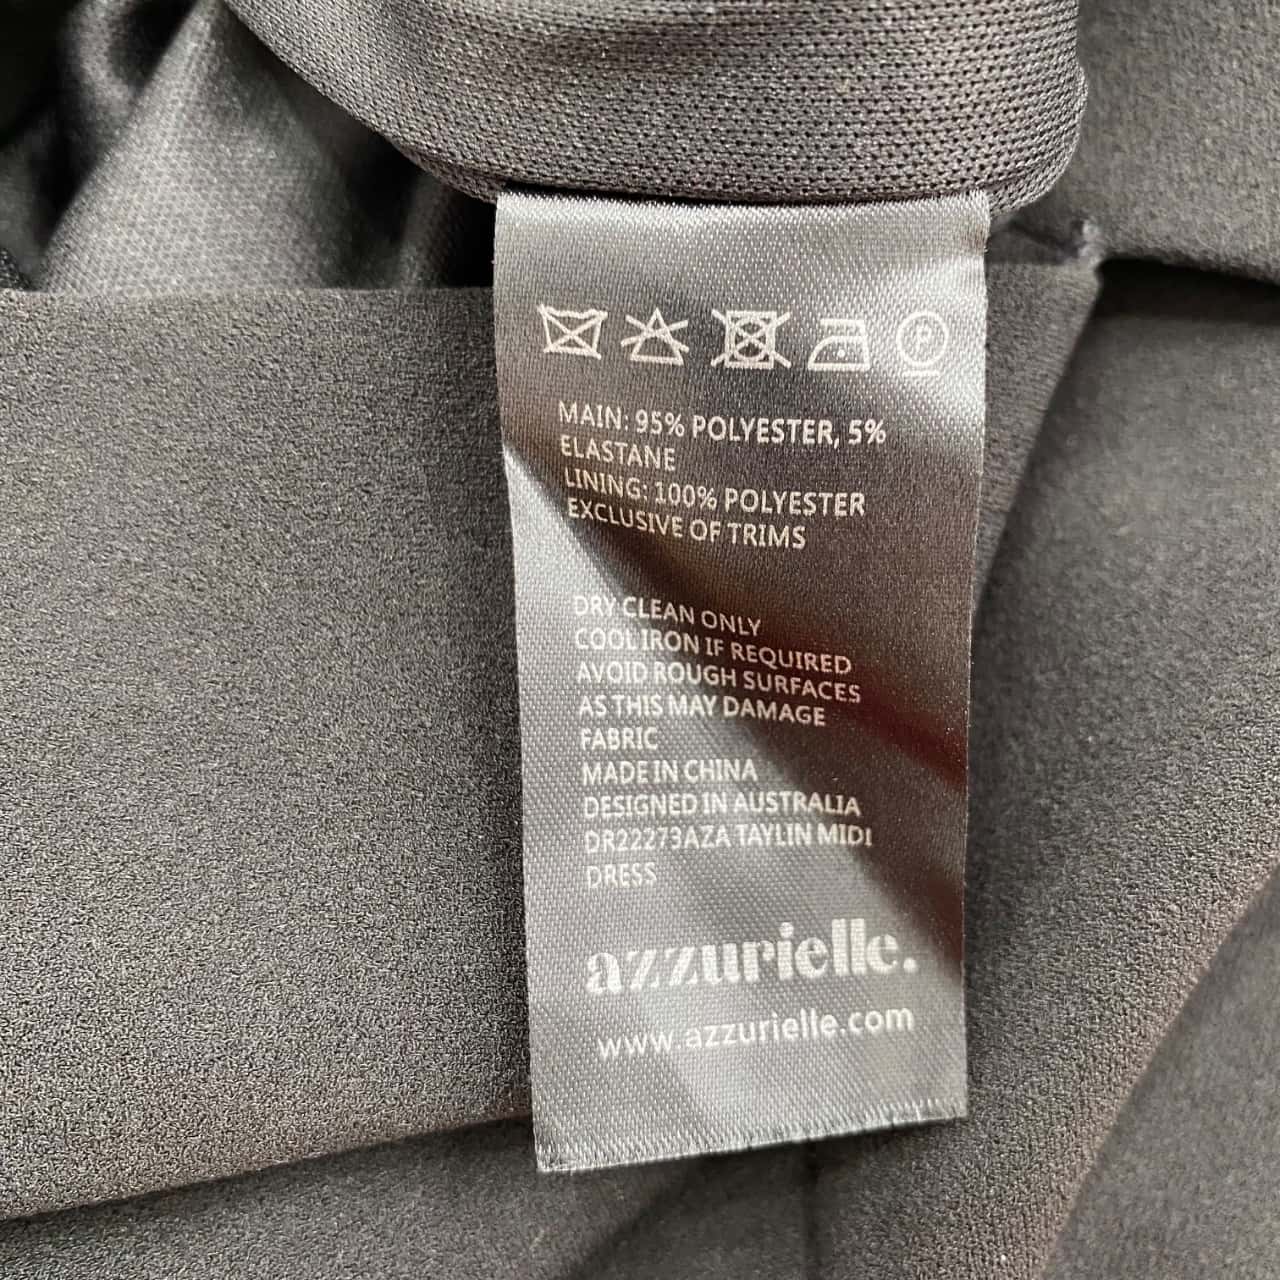 P
MAIN: 95% POLYESTER, 5%
ELASTANE
LINING: 100% POLYESTER
EXCLUSIVE OF TRIMS
DRY CLEAN ONLY
COOL IRON IF REQUIRED
AVOID ROUGH SURFACES
AS THIS MAY DAMAGE
FABRIC
MADE IN CHINA
DESIGNED IN AUSTRALIA
DR22273AZA TAYLIN MIDI
DRESS
azzurielle.
www.azzurielle.com